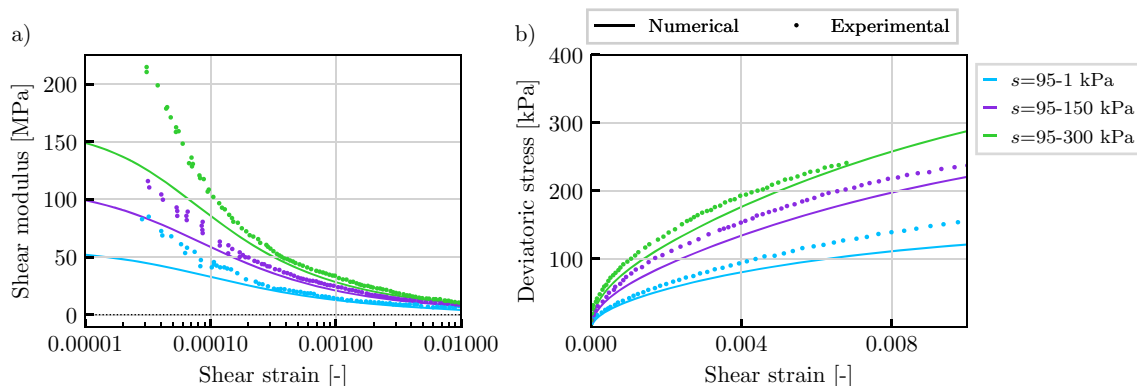 a)
Shear modulus [MPa]
200
150
100
50
0
0.00001
0.00010
0.00100
0.01000
Shear strain [-]
Numerical
Experimental
b)
Deviatoric stress [kPa]
400
300
200
100
0.000
0.004
0.008
Shear strain [-]
s=95-1 kPa
s=95-150 kPa
s=95-300 kPa